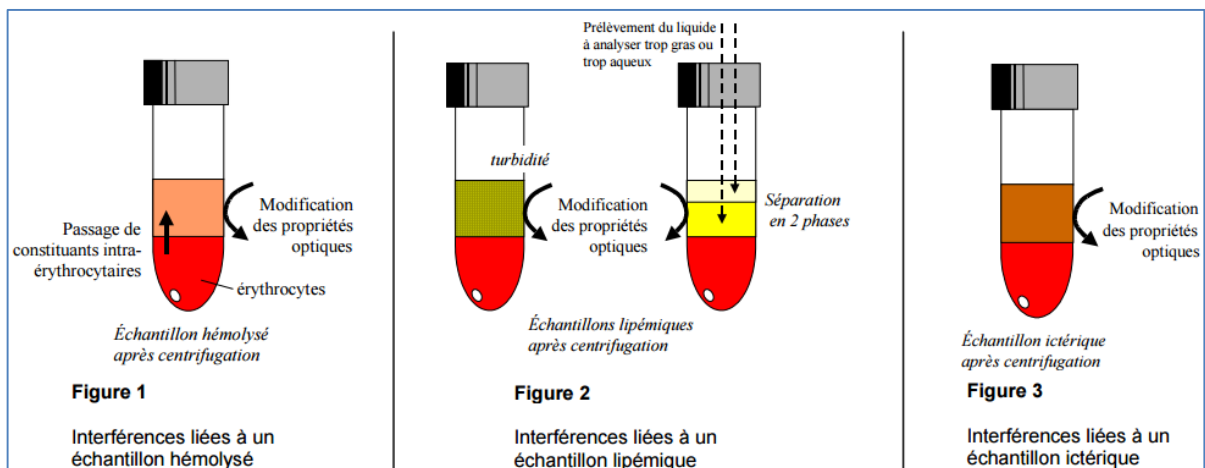 Passage de
constituants intra-
érythrocytaires
Modification
des propriétés
optiques
érythrocytes
Échantillon hémolysé
après centrifugation
Figure 1
Interférences liées à un
échantillon hémolysé
Prélèvement du liquide
à analyser trop gras ou
trop aqueux
turbidité
Modification
des propriétés
optiques
Séparation
en 2 phases
Échantillons lipémiques
après centrifugation
Figure 2
Interférences liées à un
échantillon lipémique
Modification
des propriétés
optiques
Échantillon ictérique
après centrifugation
Figure 3
Interférences liées à un
échantillon ictérique